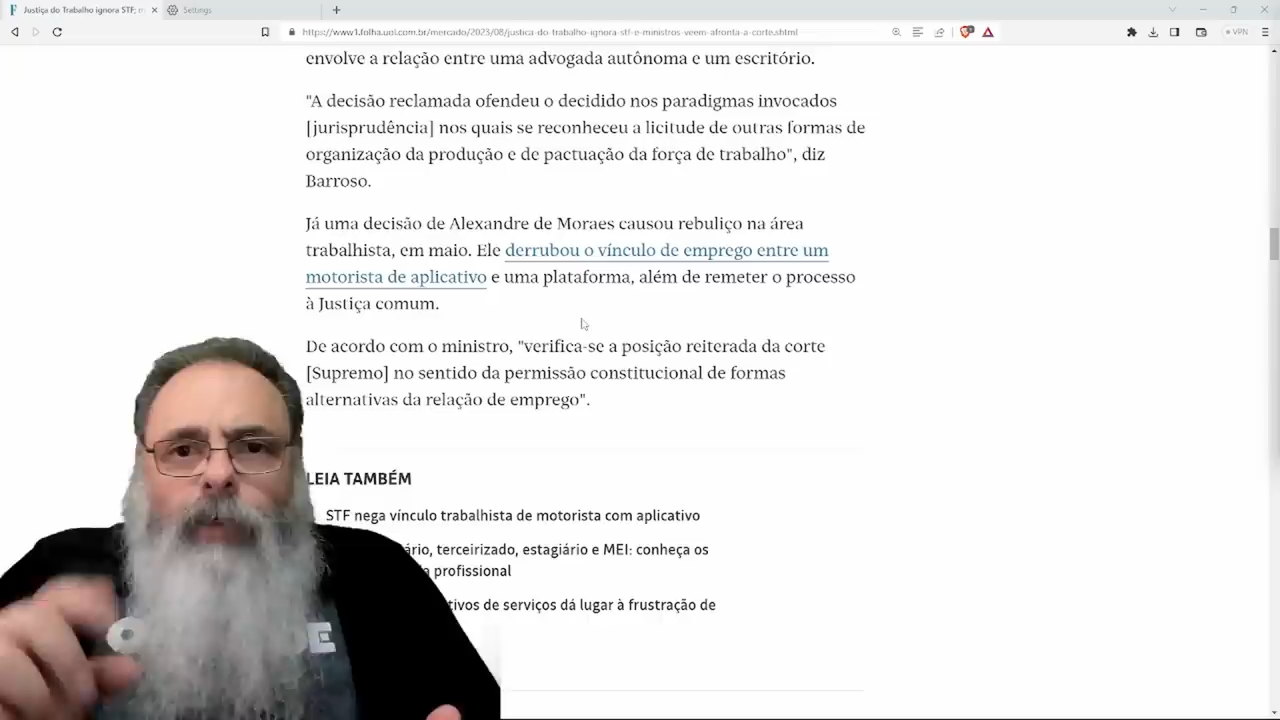 Justiça do Trabalho ignora STF; m
Settings
https://www1.folha.uol.com.br/mercado/2023/08/justica-do-trabalho-ignora-stf-e-ministros-veem-afronta-a-corte.shtml
VPN
envolve a relação entre uma advogada autônoma e um escritório.
"A decisão reclamada ofendeu o decidido nos paradigmas invocados
[jurisprudência] nos quais se reconheceu a licitude de outras formas de
organização da produção e de pactuação da força de trabalho", diz
Barroso.
Já uma decisão de Alexandre de Moraes causou rebuliço na área
trabalhista, em maio. Ele derrubou o vínculo de emprego entre um
motorista de aplicativo e uma plataforma, além de remeter o processo
à Justiça comum.
De acordo com o ministro, "verifica-se a posição reiterada da corte
[Supremo] no sentido da permissão constitucional de formas
alternativas da relação de emprego".
LEIA TAMBÉM
STF nega vínculo trabalhista de motorista com aplicativo
ário, terceirizado, estagiário e MEI: conheça os
profissional
tivos de serviços dá lugar à frustração de